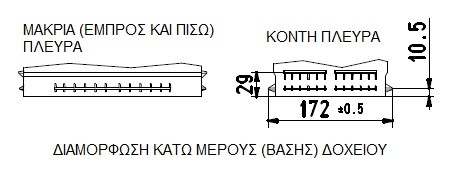 ΜΑΚΡΙΑ (ΕΜΠΡΟΣ ΚΑΙ ΠΙΣΩ)
ΠΛΕΥΡΑ
ΚΟΝΤΗ ΠΛΕΥΡΑ
10.5
29
172 ±0.5
ΔΙΑΜΟΡΦΩΣΗ ΚΑΤΩ ΜΕΡΟΥΣ (ΒΑΣΗΣ) ΔΟΧΕΙΟΥ